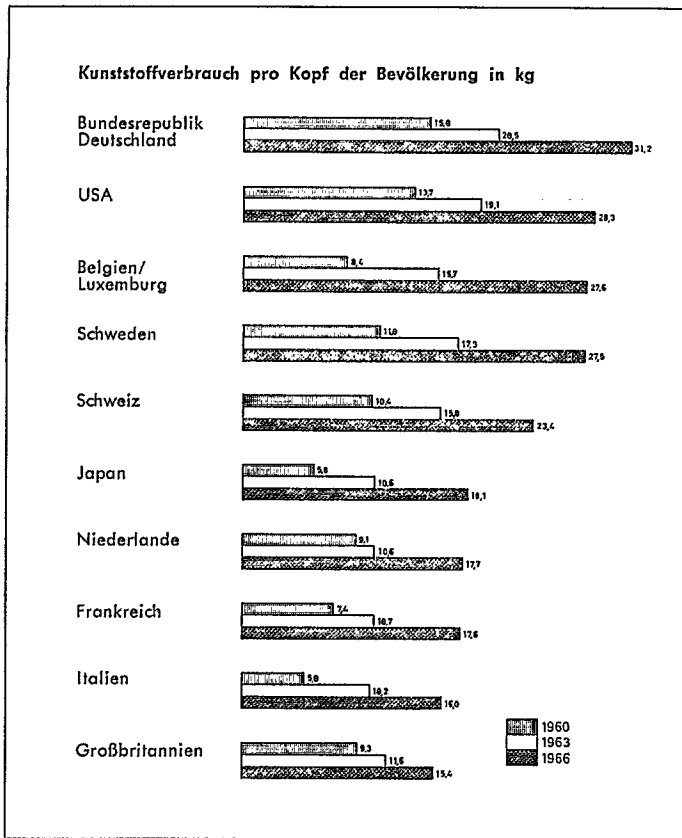 Kunststoffverbrauch pro Kopf der Bevölkerung in kg
Bundesrepublik
Deutschland
15,0
20,5
31,2
USA
13,7
19,1
28,3
Belgien/
Luxemburg
8,4
15,7
27,6
Schweden
11,0
17,3
27,5
Schweiz
10,4
15,8
23,4
Japan
5,8
10,6
18,1
Niederlande
9,1
10,6
17,7
Frankreich
7,4
10,7
17,6
Italien
5,0
10,2
16,0
Großbritannien
9,3
11,6
15,4
1960
1963
1966